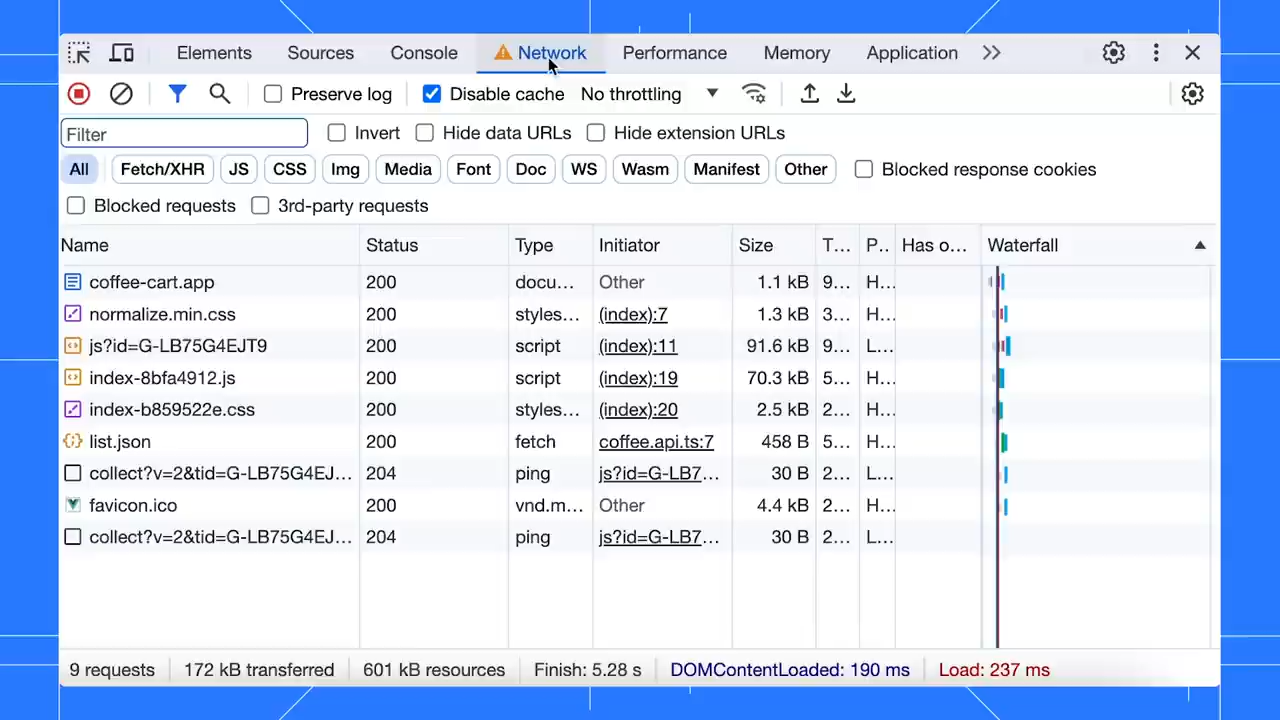 Elements Sources Console Network Performance Memory Application
Preserve log Disable cache No throttling
Filter Invert Hide data URLs Hide extension URLs
All Fetch/XHR JS CSS Img Media Font Doc WS Wasm Manifest Other Blocked response cookies
Blocked requests 3rd-party requests
Name Status Type Initiator Size T... P.. Has o... Waterfall
coffee-cart.app 200 docu... Other 1.1 kB 9... H...
normalize.min.css 200 styles... (index):7 1.3 kB 3... H...
js?id=G-LB75G4EJT9 200 script (index):11 91.6 kB 9... L...
index-8bfa4912.js 200 script (index):19 70.3 kB 5... H...
index-b859522e.css 200 styles... (index):20 2.5 kB 2... H...
list.json 200 fetch coffee.api.ts:7 458 B 5... H...
collect?v=2&tid=G-LB75G4EJ... 204 ping js?id=G-LB7... 30 B 2... L...
favicon.ico 200 vnd.m... Other 4.4 kB 2... H...
collect?v=2&tid=G-LB75G4EJ... 204 ping js?id=G-LB7... 30 B 2... L...
9 requests 172 kB transferred 601 kB resources Finish: 5.28 s DOMContentLoaded: 190 ms Load: 237 ms